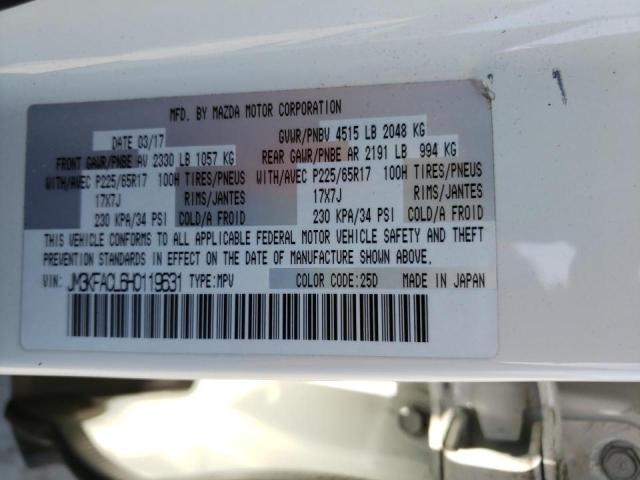 MFD. BY MAZDA MOTOR CORPORATION
DATE 03/17 GVWR/PNBV 4515 LB 2048 KG
FRONT GAWR/PNBE AV 2330 LB 1057 KG REAR GAWR/PNBE AR 2191 LB 994 KG
WITH/AVEC P225/65R17 100H TIRES/PNEUS WITH/AVEC P225/65R17 100H TIRES/PNEUS
17X7J RIMS/JANTES 17X7J RIMS/JANTES
230 KPA/34 PSI COLD/A FROID 230 KPA/34 PSI COLD/A FROID
THIS VEHICLE CONFORMS TO ALL APPLICABLE FEDERAL MOTOR VEHICLE SAFETY AND THEFT
PREVENTION STANDARDS IN EFFECT ON THE DATE OF MANUFACTURE SHOWN ABOVE.
VIN: JM3KFACL6H0119631 TYPE:MPV COLOR CODE:25D MADE IN JAPAN